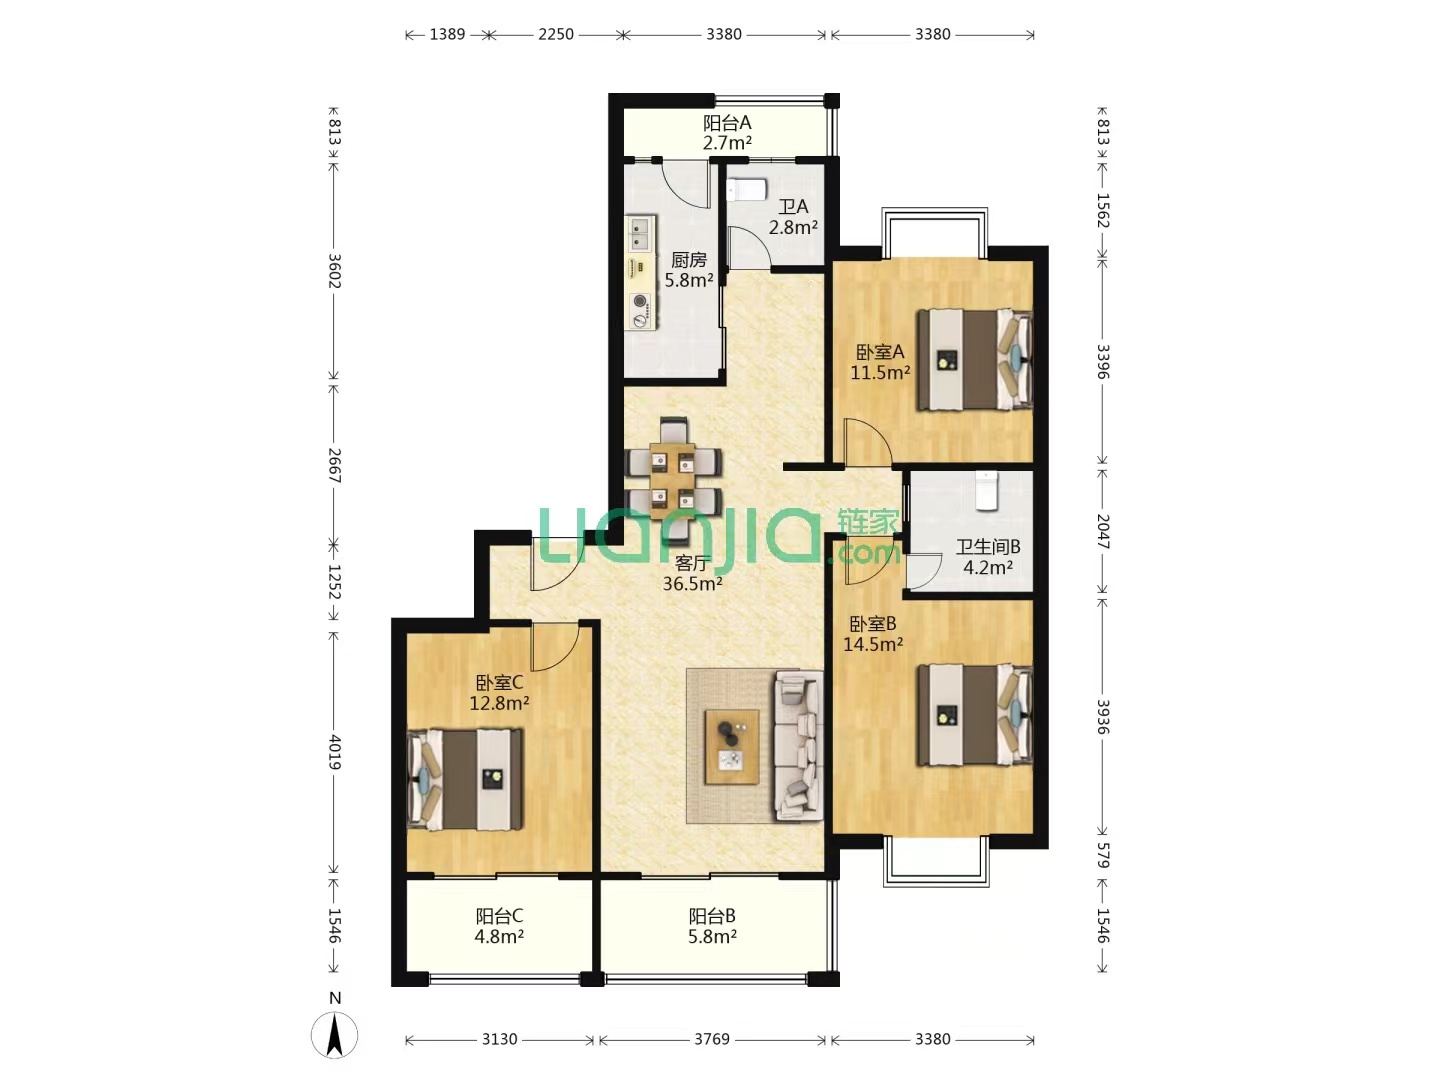 1389 2250 3380 3380
813
3602
2667
1252
4019
1546
813
1562
3396
2047
3936
579
1546
阳台A
2.7m²
卫A
2.8m²
厨房
5.8m²
卧室A
11.5m²
Lianjia 链家
.com
客厅
36.5m²
卫生间B
4.2m²
卧室B
14.5m²
卧室C
12.8m²
阳台C
4.8m²
阳台B
5.8m²
N
3130 3769 3380